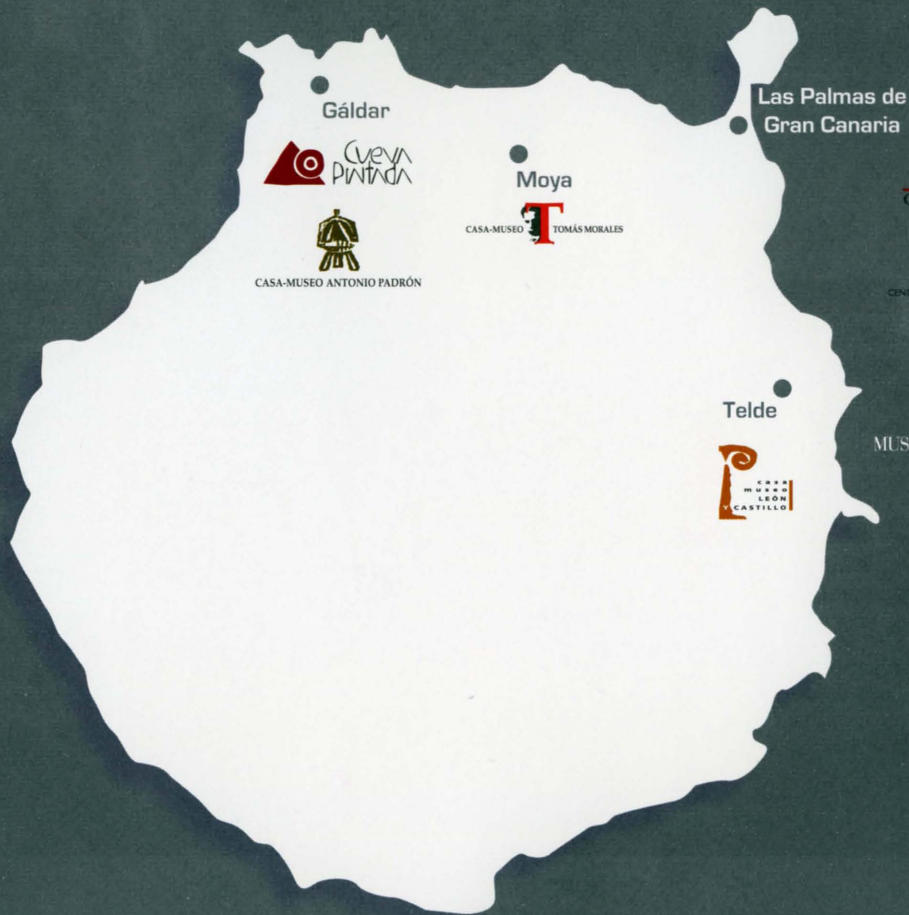 Las Palmas de
Gran Canaria
Gáldar
Cueva
Pintada
Moya
CASA-MUSEO T TOMÁS MORALES
CASA-MUSEO ANTONIO PADRÓN
Telde
casa
museo
LEÓN
Y CASTILLO